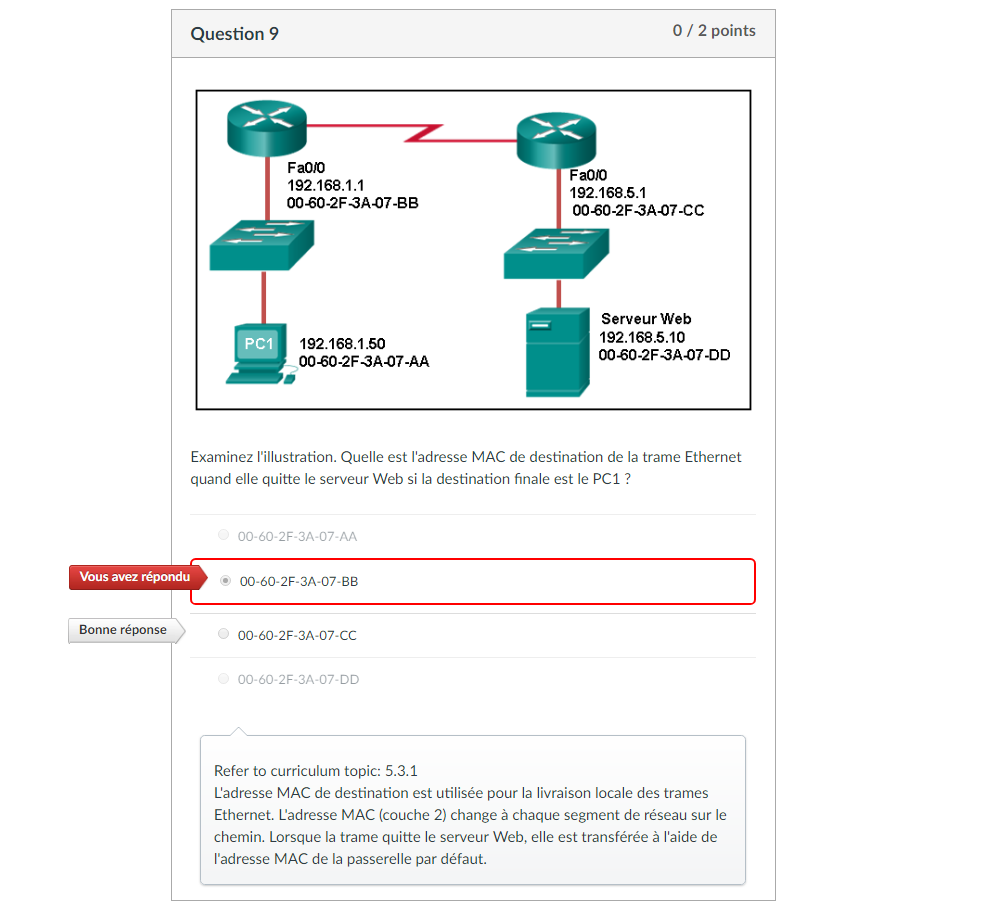 Question 9
0 / 2 points
Fa0/0
192.168.1.1
00-60-2F-3A-07-BB
Fa0/0
192.168.5.1
00-60-2F-3A-07-CC
PC1
192.168.1.50
00-60-2F-3A-07-AA
Serveur Web
192.168.5.10
00-60-2F-3A-07-DD
Examinez l'illustration. Quelle est l'adresse MAC de destination de la trame Ethernet
quand elle quitte le serveur Web si la destination finale est le PC1 ?
00-60-2F-3A-07-AA
Vous avez répondu
00-60-2F-3A-07-BB
Bonne réponse
00-60-2F-3A-07-CC
00-60-2F-3A-07-DD
Refer to curriculum topic: 5.3.1
L'adresse MAC de destination est utilisée pour la livraison locale des trames
Ethernet. L'adresse MAC (couche 2) change à chaque segment de réseau sur le
chemin. Lorsque la trame quitte le serveur Web, elle est transférée à l'aide de
l'adresse MAC de la passerelle par défaut.